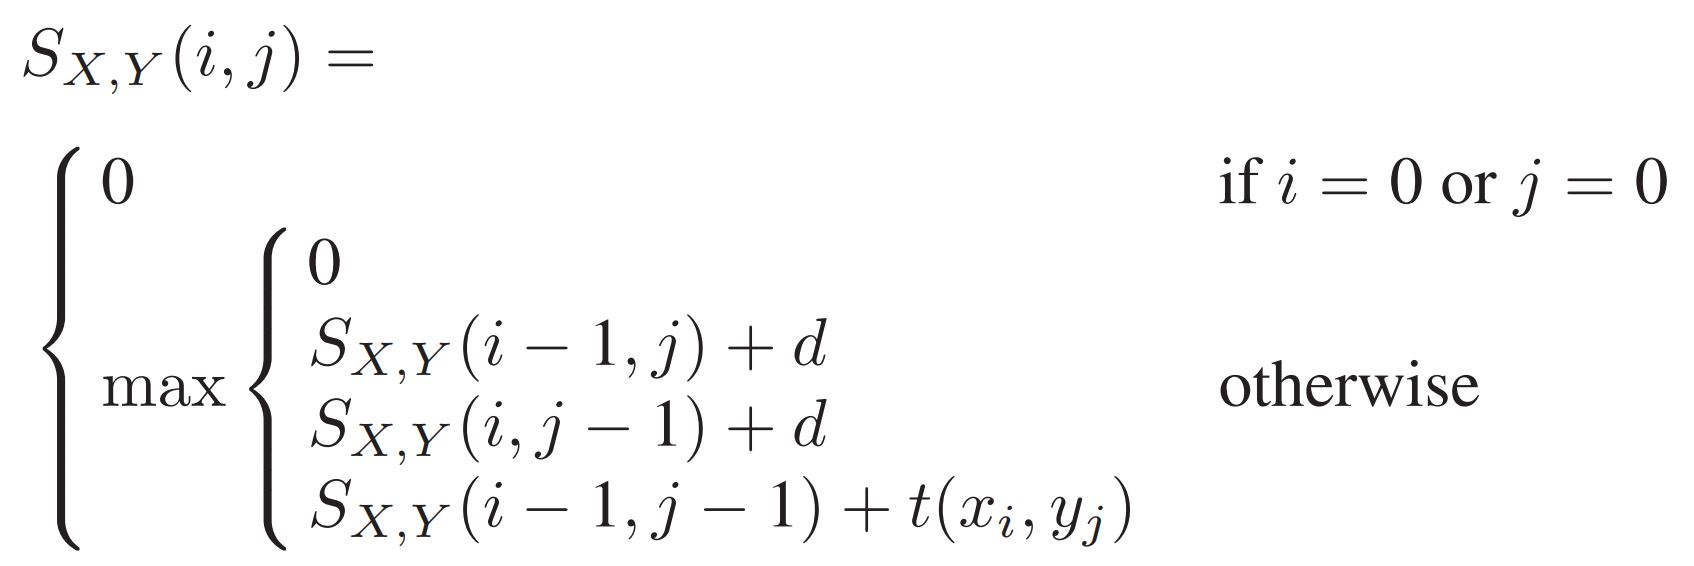 S_{X,Y}(i, j) =
0 if i = 0 or j = 0
max { 0
S_{X,Y}(i − 1, j) + d
S_{X,Y}(i, j − 1) + d
S_{X,Y}(i − 1, j − 1) + t(x_i, y_j)
otherwise